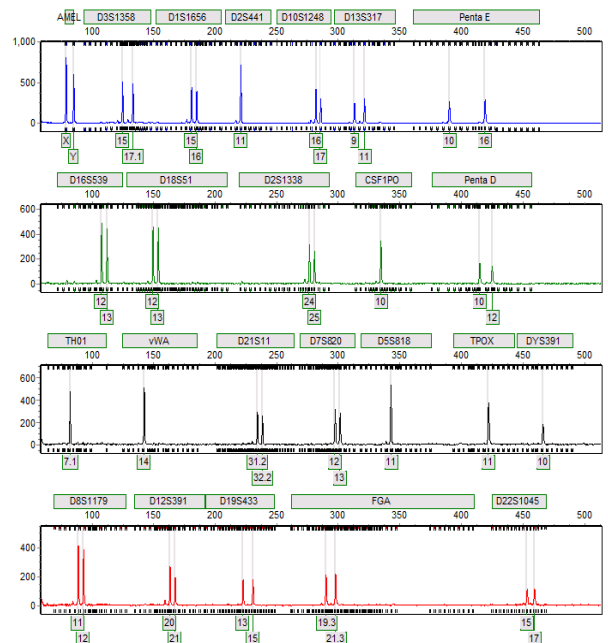 AMEL D3S1358 D1S1656 D2S441 D10S1248 D13S317 Penta E
100 150 200 250 300 350 400 450 500
1,000
500
0
X 15 15 11 16 9 10 16
Y 17.1 16 17 11
D16S539 D18S51 D2S1338 CSF1PO Penta D
100 150 200 250 300 350 400 450 500
600
400
200
0
12 12 24 10 10
13 13 25 12
TH01 vWA D21S11 D7S820 D5S818 TPOX DYS391
100 150 200 250 300 350 400 450 500
600
400
200
0
7.1 14 31.2 12 11 11 10
32.2 13
D8S1179 D12S391 D19S433 FGA D22S1045
100 150 200 250 300 350 400 450 500
400
200
0
11 20 13 19.3 15
12 21 15 21.3 17